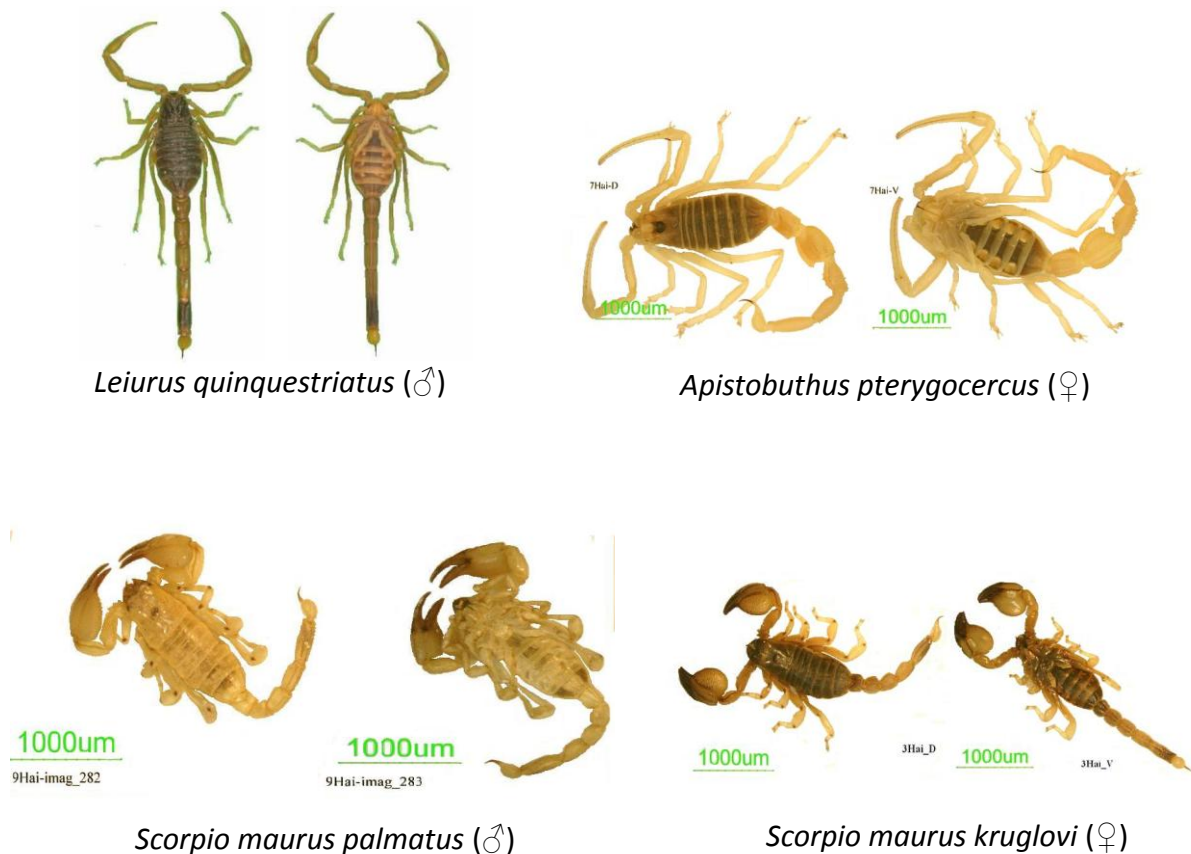 7Hai-D
7Hai-V
1000um
1000um
Leiurus quinquestriatus (♂)
Apistobuthus pterygocercus (♀)
1000um
9Hai-imag_282
1000um
9Hai-imag_283
1000um
3Hai_D
1000um
3Hai_V
Scorpio maurus palmatus (♂)
Scorpio maurus kruglovi (♀)